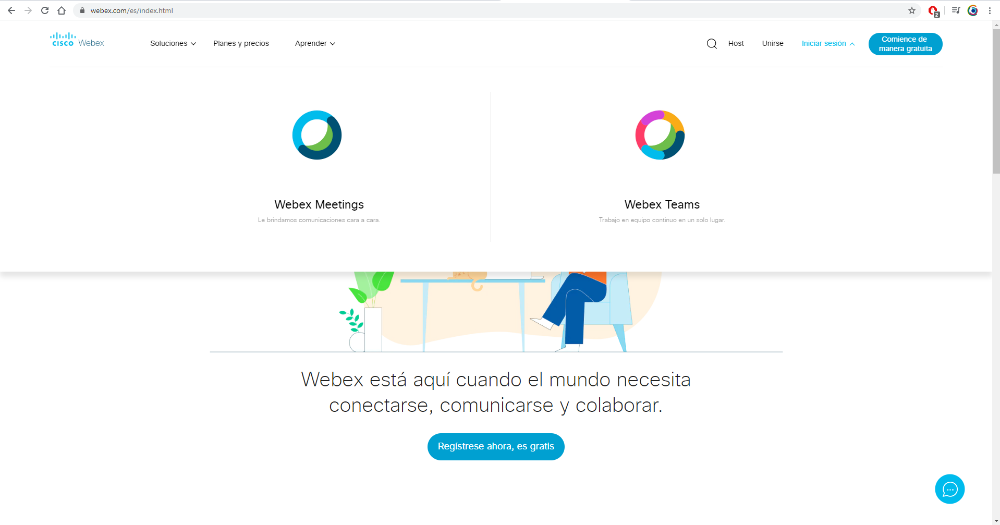 webex.com/es/index.html
2
CISCO Webex
Soluciones
Planes y precios
Aprender
Host
Unirse
Iniciar sesión
Comience de
manera gratuita
Webex Meetings
Le brindamos comunicaciones cara a cara.
Webex Teams
Trabajo en equipo continuo en un solo lugar.
Webex está aquí cuando el mundo necesita
conectarse, comunicarse y colaborar.
Regístrese ahora, es gratis